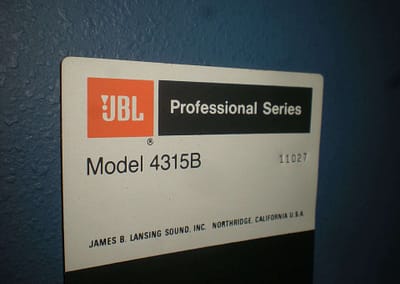 JBL Professional Series
®
Model 4315B 11027
JAMES B. LANSING SOUND, INC. NORTHRIDGE, CALIFORNIA U.S.A.